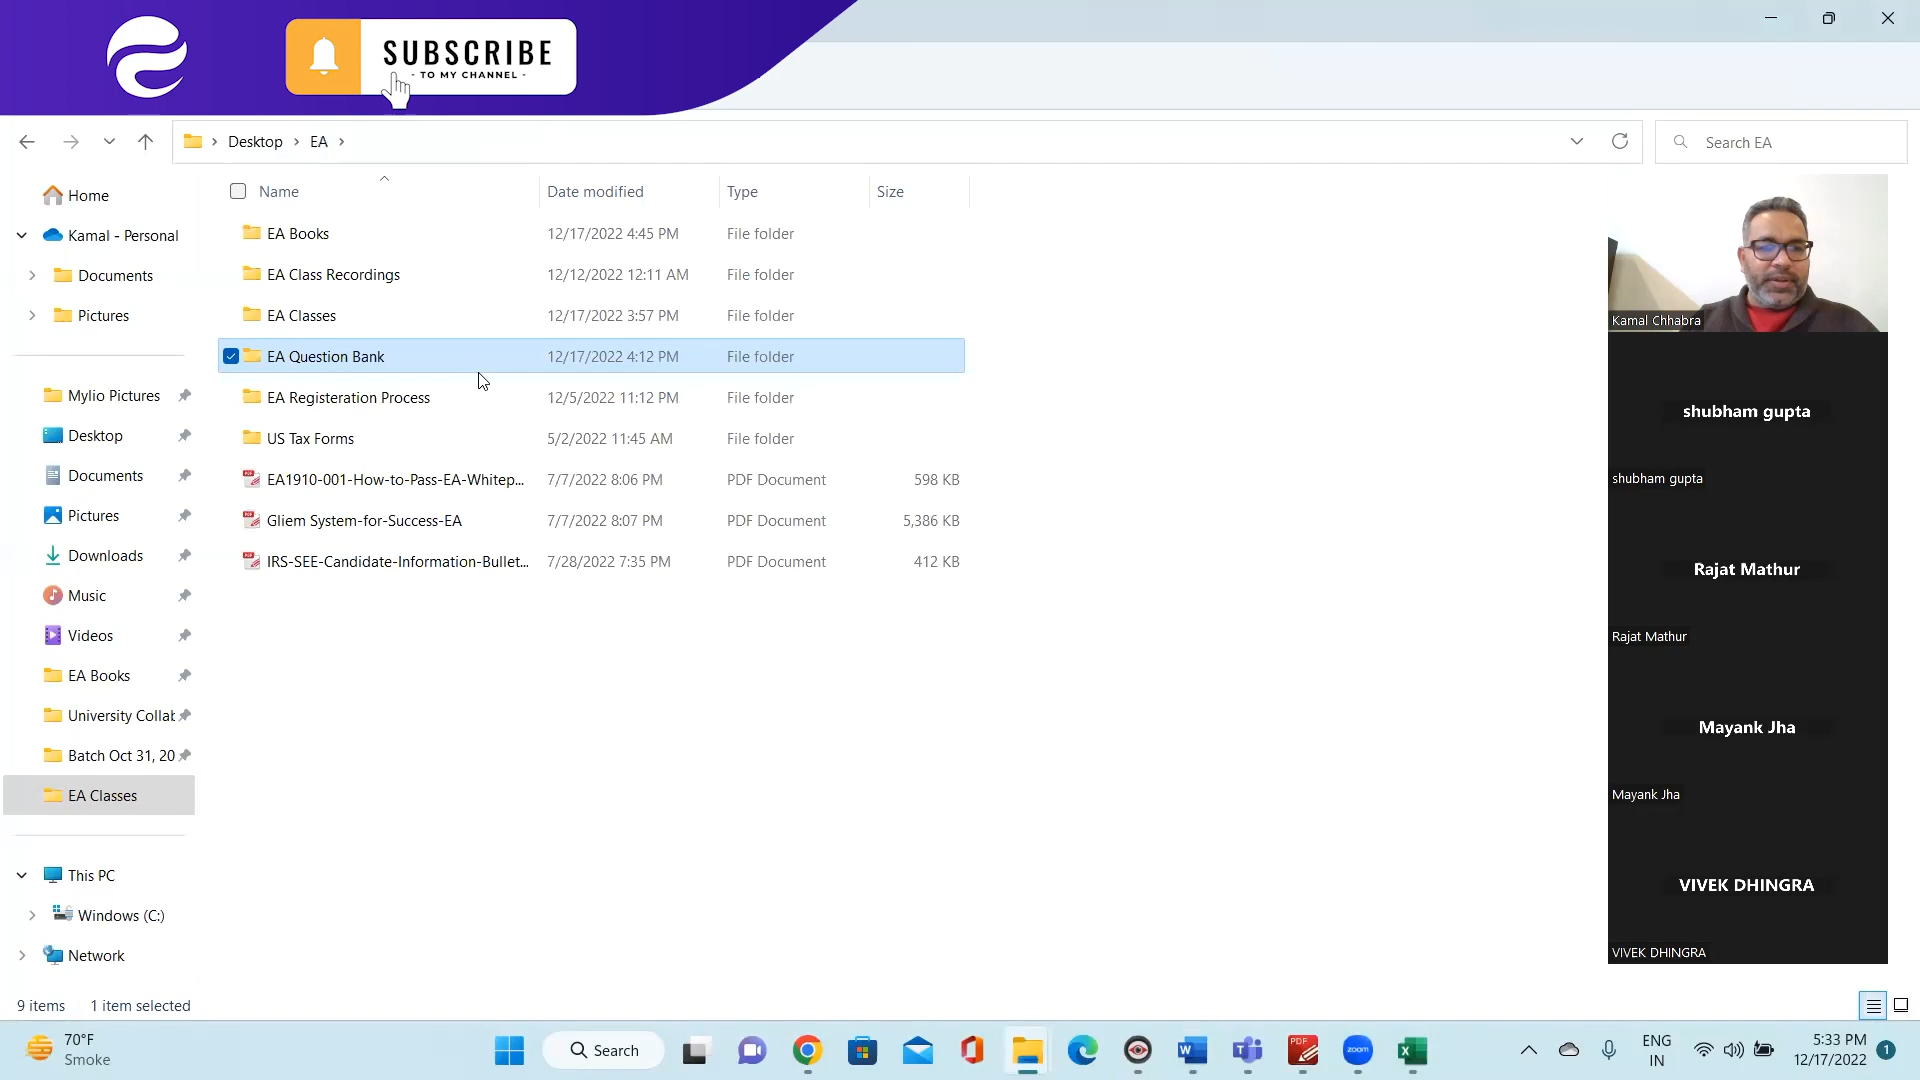 SUBSCRIBE
- TO MY CHANNEL -
Desktop
EA
Search EA
Home
Kamal - Personal
Documents
Pictures
Mylio Pictures
Desktop
Documents
Pictures
Downloads
Music
Videos
EA Books
University Collab
Batch Oct 31, 20
EA Classes
This PC
Windows (C:)
Network
Name Date modified Type Size
EA Books 12/17/2022 4:45 PM File folder
EA Class Recordings 12/12/2022 12:11 AM File folder
EA Classes 12/17/2022 3:57 PM File folder
EA Question Bank 12/17/2022 4:12 PM File folder
EA Registeration Process 12/5/2022 11:12 PM File folder
US Tax Forms 5/2/2022 11:45 AM File folder
EA1910-001-How-to-Pass-EA-Whitep... 7/7/2022 8:06 PM PDF Document 598 KB
Gliem System-for-Success-EA 7/7/2022 8:07 PM PDF Document 5,386 KB
IRS-SEE-Candidate-Information-Bullet... 7/28/2022 7:35 PM PDF Document 412 KB
Kamal Chhabra
shubham gupta
shubham gupta
Rajat Mathur
Rajat Mathur
Mayank Jha
Mayank Jha
VIVEK DHINGRA
VIVEK DHINGRA
9 items 1 item selected
70°F
Smoke
Search
PDF
zoom
ENG
IN
5:33 PM
12/17/2022
1